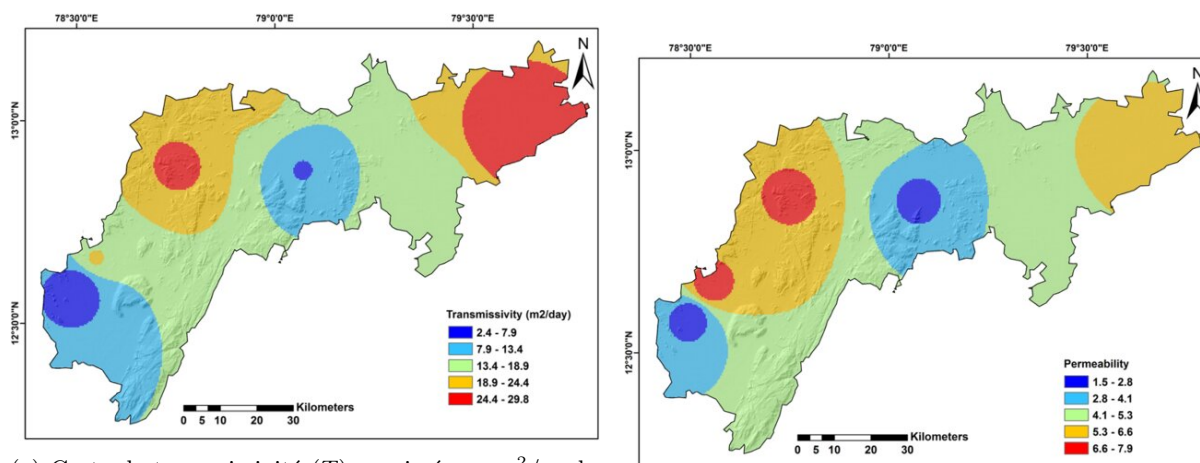 78°30'0"E 79°0'0"E 79°30'0"E
N
13°0'0"N
12°30'0"N
Transmissivity (m2/day)
2.4 - 7.9
7.9 - 13.4
13.4 - 18.9
18.9 - 24.4
24.4 - 29.8
Kilometers
0 5 10 20 30
78°30'0"E 79°0'0"E 79°30'0"E
N
13°0'0"N
12°30'0"N
Permeability
1.5 - 2.8
2.8 - 4.1
4.1 - 5.3
5.3 - 6.6
6.6 - 7.9
Kilometers
0 5 10 20 30